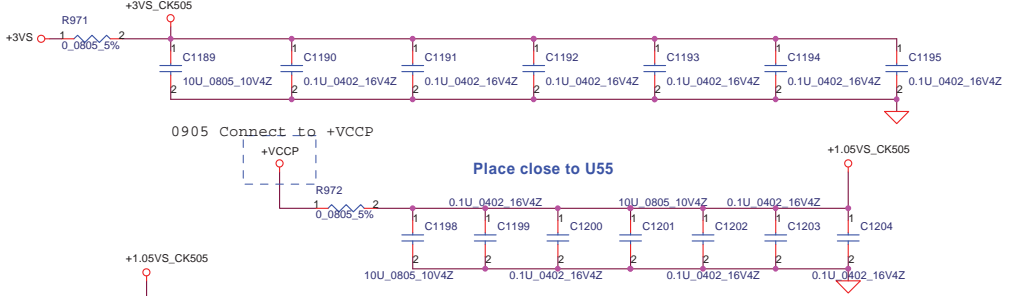 +3VS_CK505
R971
+3VS 1 2
0_0805_5%
1 1 1 1 1 1 1
C1189 C1190 C1191 C1192 C1193 C1194 C1195
10U_0805_10V4Z 0.1U_0402_16V4Z 0.1U_0402_16V4Z 0.1U_0402_16V4Z 0.1U_0402_16V4Z 0.1U_0402_16V4Z 0.1U_0402_16V4Z
2 2 2 2 2 2 2
0905 Connect to +VCCP
+VCCP
+1.05VS_CK505
Place close to U55
R972
1 2
0_0805_5%
0.1U_0402_16V4Z 10U_0805_10V4Z 0.1U_0402_16V4Z
1 1 1 1 1 1 1
C1198 C1199 C1200 C1201 C1202 C1203 C1204
2 2 2 2 2 2 2
10U_0805_10V4Z 0.1U_0402_16V4Z 0.1U_0402_16V4Z 0.1U_0402_16V4Z
+1.05VS_CK505